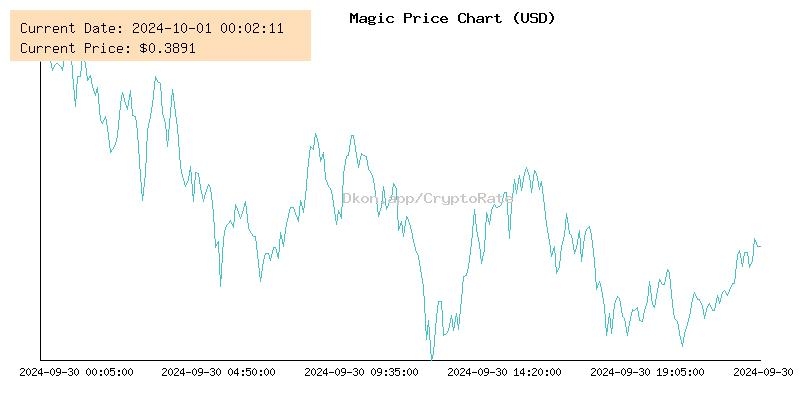 Magic Price Chart (USD)
Current Date: 2024-10-01 00:02:11
Current Price: $0.3891
Dkon.app/CryptoRate
2024-09-30 00:05:00 2024-09-30 04:50:00 2024-09-30 09:35:00 2024-09-30 14:20:00 2024-09-30 19:05:00 2024-09-30